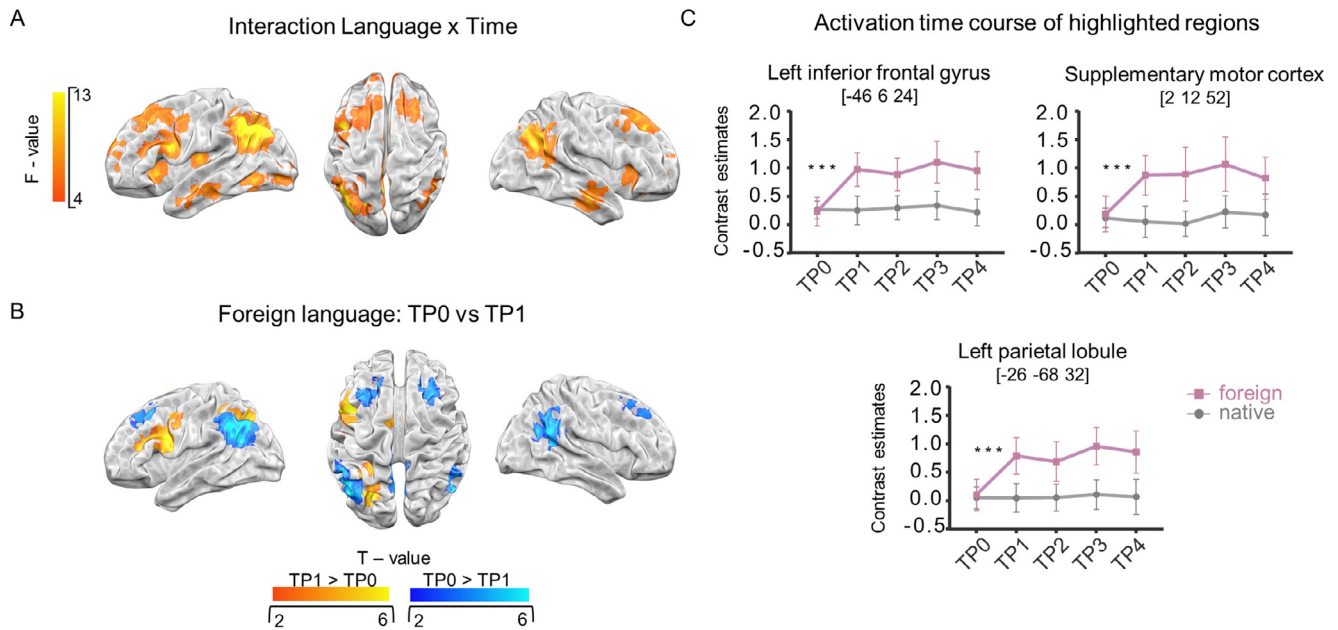 A
Interaction Language x Time
F - value
13
4
B
Foreign language: TP0 vs TP1
T – value
TP1 > TP0
TP0 > TP1
2
6
2
6
C
Activation time course of highlighted regions
Left inferior frontal gyrus
[-46 6 24]
Contrast estimates
2.0
1.5
1.0
0.5
0.0
-0.5
***
TP0
TP1
TP2
TP3
TP4
Supplementary motor cortex
[2 12 52]
2.0
1.5
1.0
0.5
0.0
-0.5
***
TP0
TP1
TP2
TP3
TP4
Left parietal lobule
[-26 -68 32]
Contrast estimates
2.0
1.5
1.0
0.5
0.0
-0.5
***
TP0
TP1
TP2
TP3
TP4
foreign
native